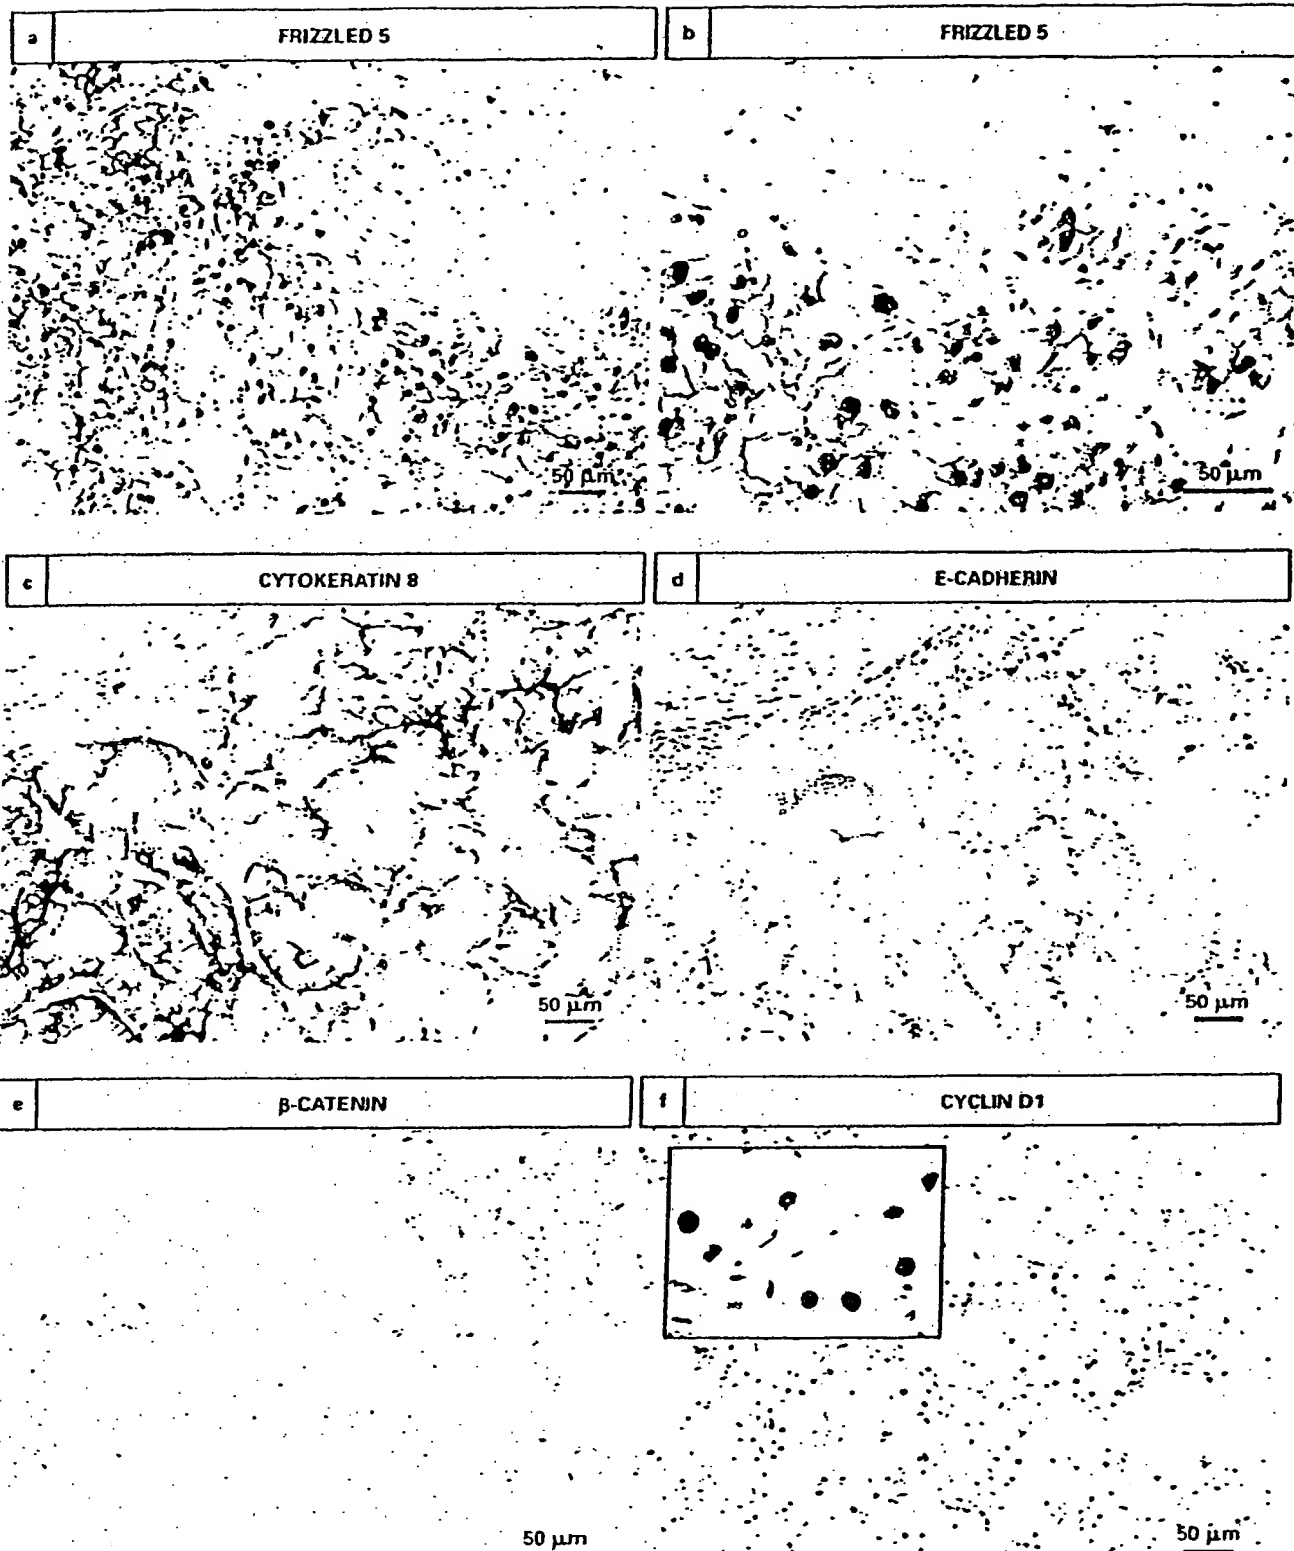 a FRIZZLED 5
b FRIZZLED 5
50 μm
50 μm
c CYTOKERATIN 8
d E-CADHERIN
50 μm
50 μm
e β-CATENIN
f CYCLIN D1
50 μm
50 μm